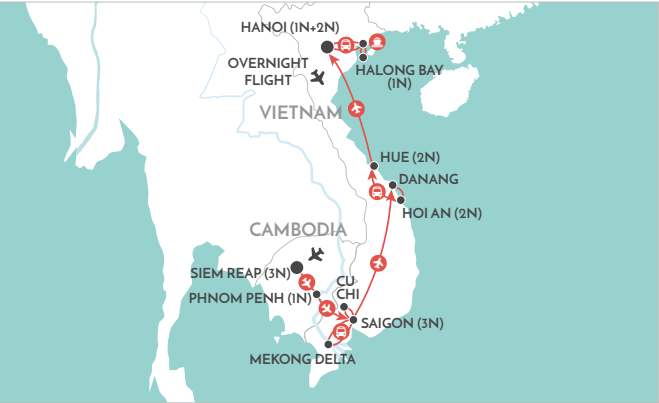 HANOI (1N+2N)
OVERNIGHT
FLIGHT
HALONG BAY
(1N)
VIETNAM
HUE (2N)
DANANG
HOI AN (2N)
CAMBODIA
SIEM REAP (3N)
PHNOM PENH (1N)
CU
CHI
SAIGON (3N)
MEKONG DELTA